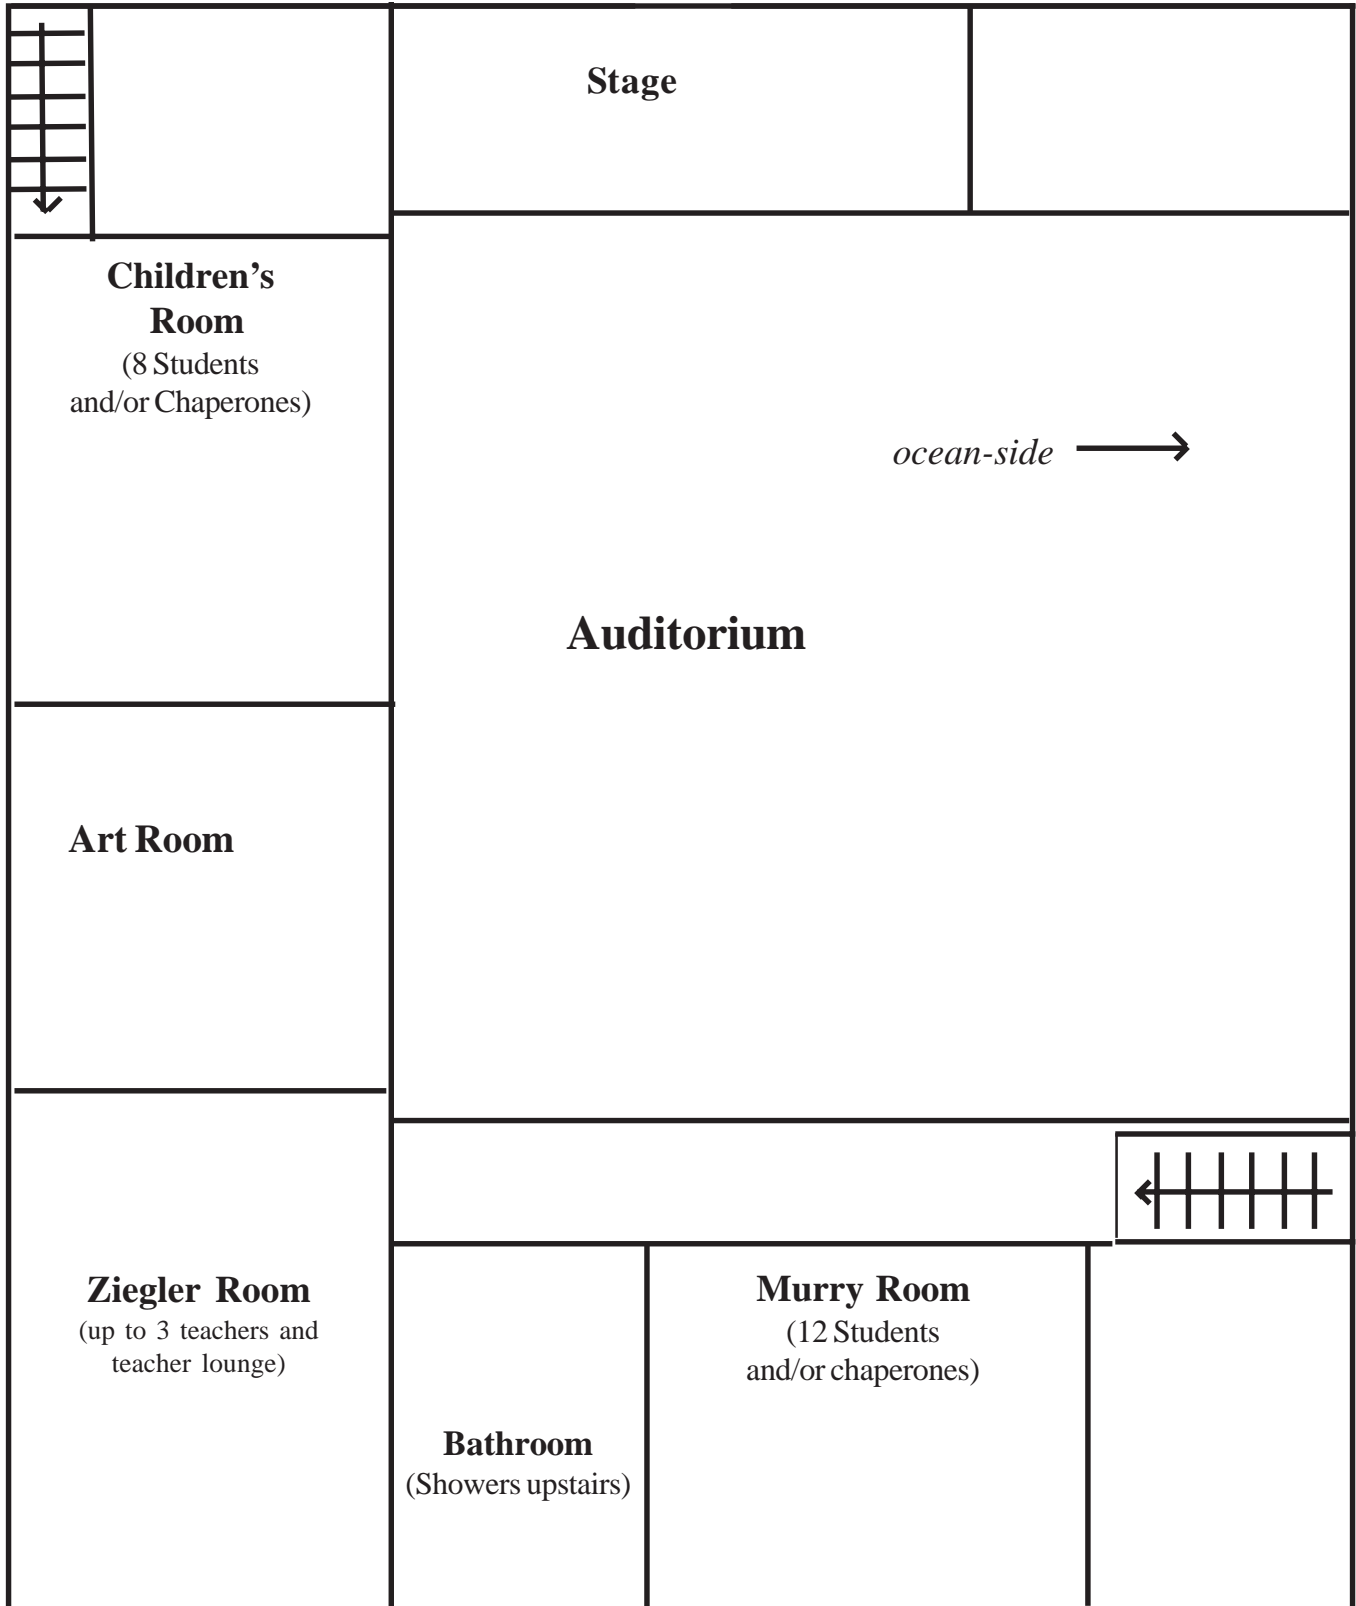 Stage
Children’s
Room
(8 Students
and/or Chaperones)
ocean-side
Auditorium
Art Room
Ziegler Room
(up to 3 teachers and
teacher lounge)
Murry Room
(12 Students
and/or chaperones)
Bathroom
(Showers upstairs)